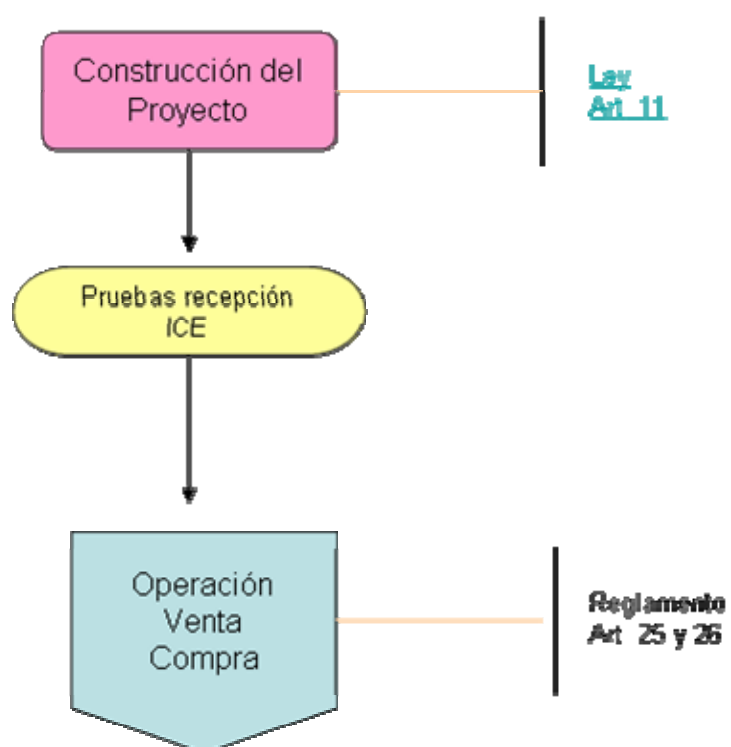 Construcción del
Proyecto
Ley
Art 11
Pruebas recepción
ICE
Operación
Venta
Compra
Reglamento
Art 25 y 26